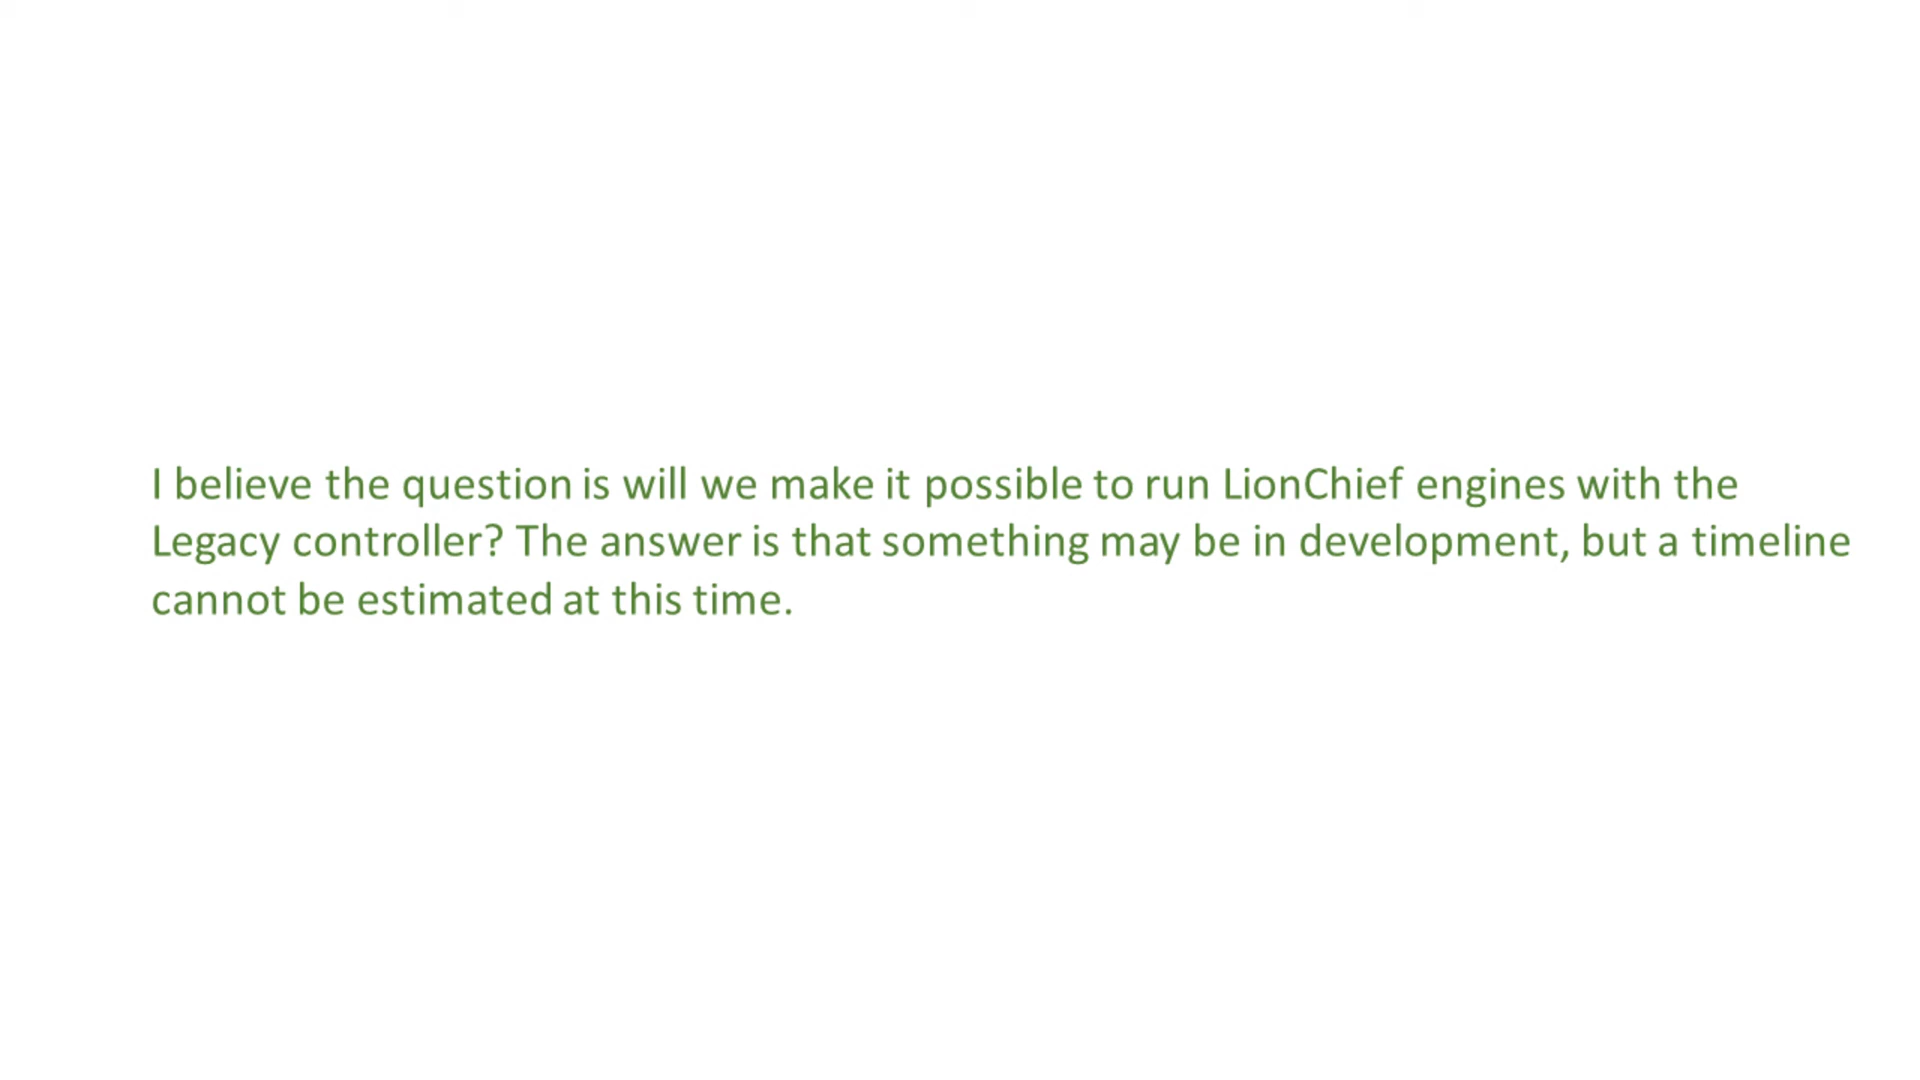 I believe the question is will we make it possible to run LionChief engines with the
Legacy controller? The answer is that something may be in development, but a timeline
cannot be estimated at this time.